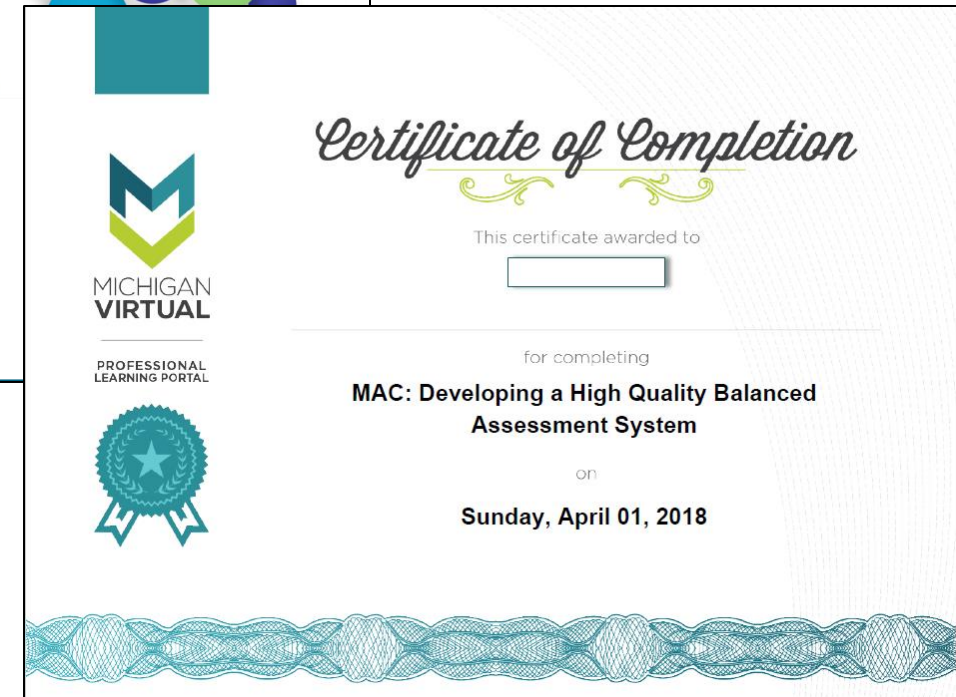 Certificate of Completion
This certificate awarded to
MICHIGAN
VIRTUAL
PROFESSIONAL
LEARNING PORTAL
for completing
MAC: Developing a High Quality Balanced
Assessment System
on
Sunday, April 01, 2018